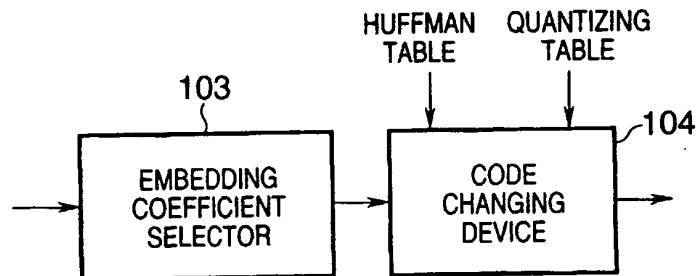 HUFFMAN
TABLE
QUANTIZING
TABLE
103
104
EMBEDDING
COEFFICIENT
SELECTOR
CODE
CHANGING
DEVICE